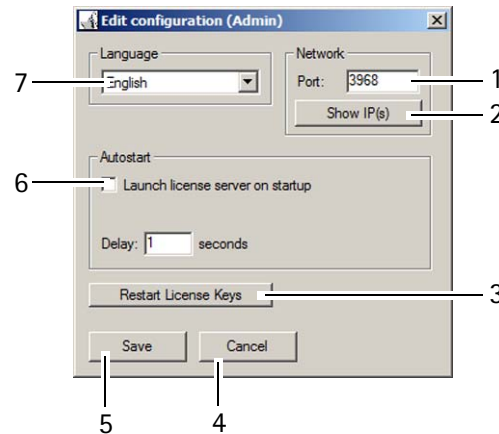 Edit configuration (Admin)
Language
Network
7
English
Port: 3968
1
Show IP(s)
2
Autostart
6
Launch license server on startup
Delay: 1 seconds
Restart License Keys
3
Save
Cancel
5
4